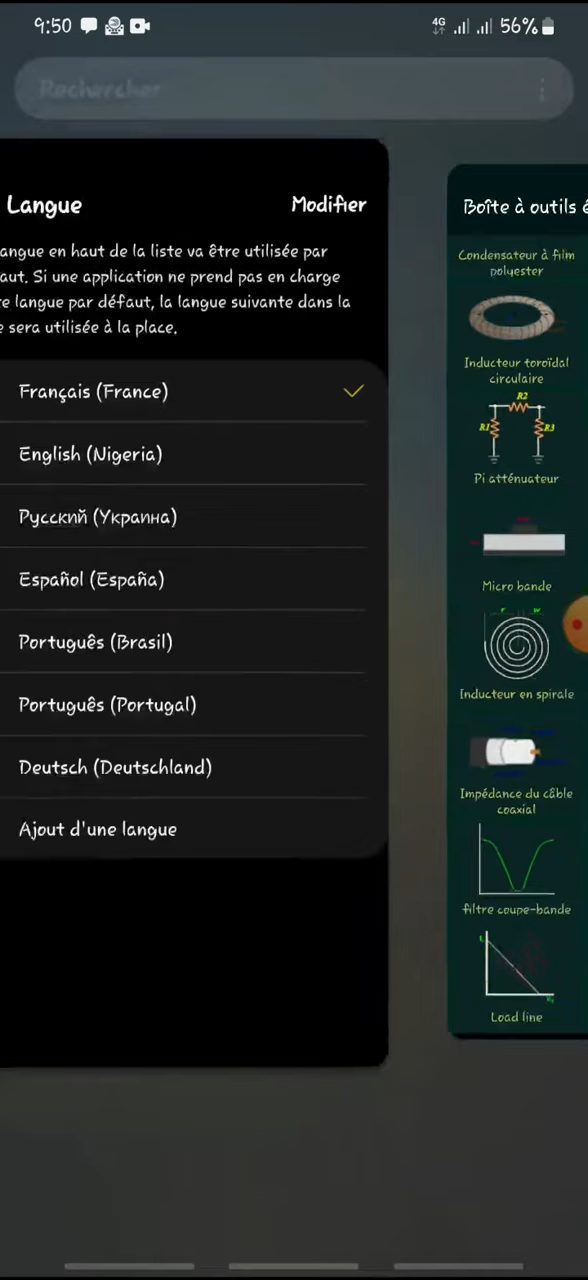 9:50
4G
56%
Rechercher
Langue
Modifier
angue en haut de la liste va être utilisée par
aut. Si une application ne prend pas en charge
e langue par défaut, la langue suivante dans la
e sera utilisée à la place.
Français (France)
English (Nigeria)
Русский (Украина)
Español (España)
Português (Brasil)
Português (Portugal)
Deutsch (Deutschland)
Ajout d'une langue
Boîte à outils é
Condensateur à film
polyester
Inducteur toroïdal
circulaire
R2
R1
R3
Pi atténuateur
Micro bande
r
w
Inducteur en spirale
Impédance du câble
coaxial
filtre coupe-bande
Load line